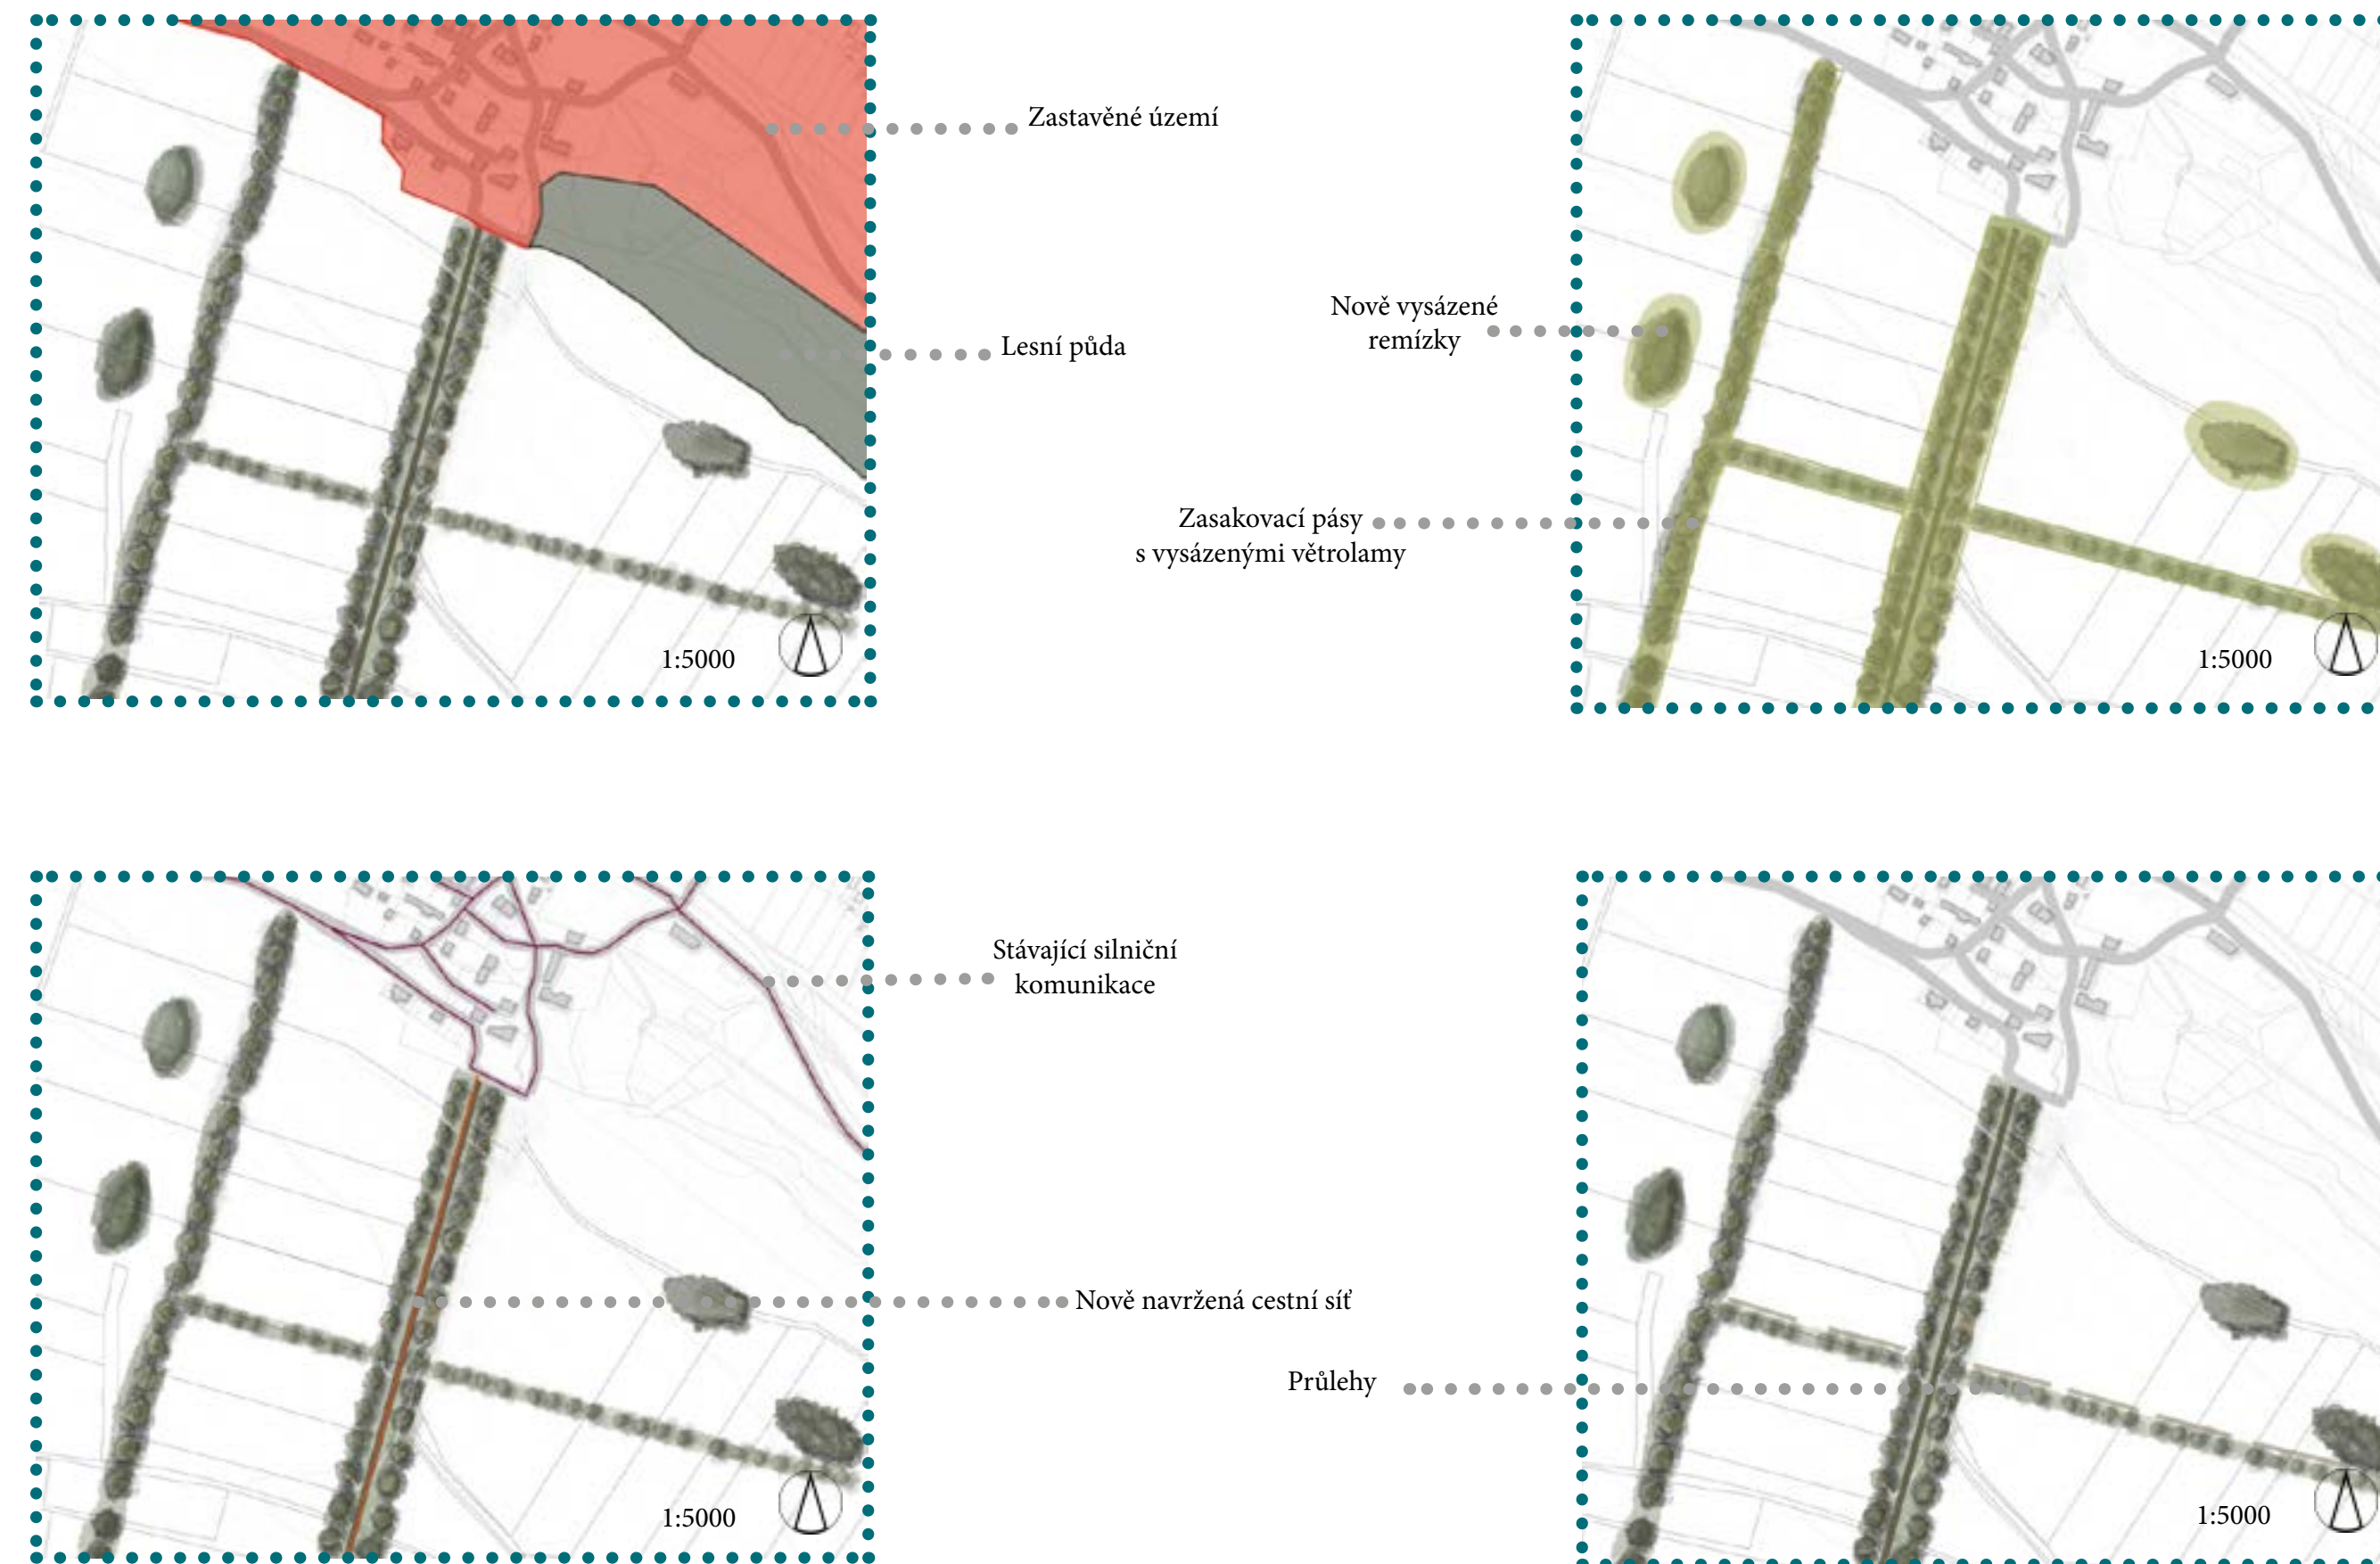 Zastavěné území
Lesní půda
1:5000
Nově vysázené
remízky
Zasakovací pásy
s vysázenými větrolamy
1:5000
Stávající silniční
komunikace
Nově navržená cestní síť
1:5000
Průlehy
1:5000